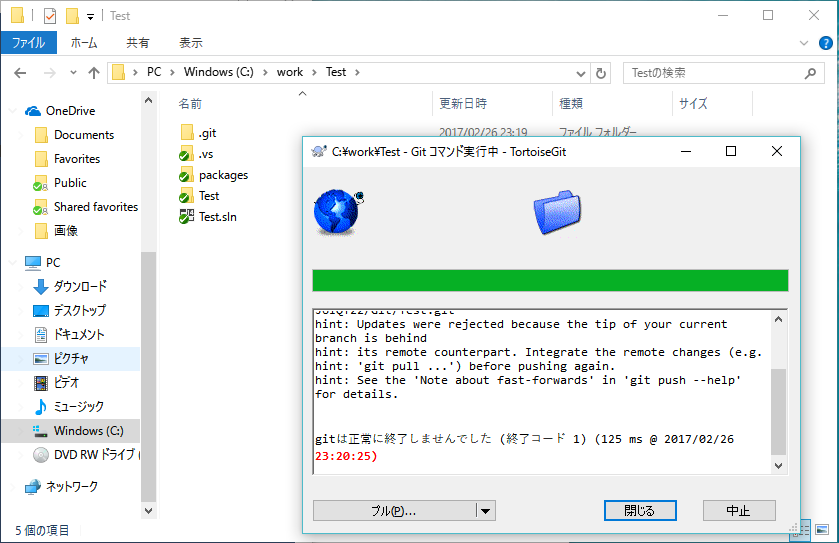 Test
ファイル ホーム 共有 表示
PC Windows (C:) work Test
Testの検索
名前 更新日時 種類 サイズ
OneDrive
Documents
Favorites
Public
Shared favorites
画像
PC
ダウンロード
デスクトップ
ドキュメント
ピクチャ
ビデオ
ミュージック
Windows (C:)
DVD RW ドライブ (
ネットワーク
5 個の項目
.git 2017/02/26 23:19 ファイル フォルダー
.vs
packages
Test
Test.sln
C:¥work¥Test - Git コマンド実行中 - TortoiseGit
hint: Updates were rejected because the tip of your current
branch is behind
hint: its remote counterpart. Integrate the remote changes (e.g.
hint: 'git pull ...') before pushing again.
hint: See the 'Note about fast-forwards' in 'git push --help'
for details.
gitは正常に終了しませんでした (終了コード 1) (125 ms @ 2017/02/26
23:20:25)
プル(P)... 閉じる 中止